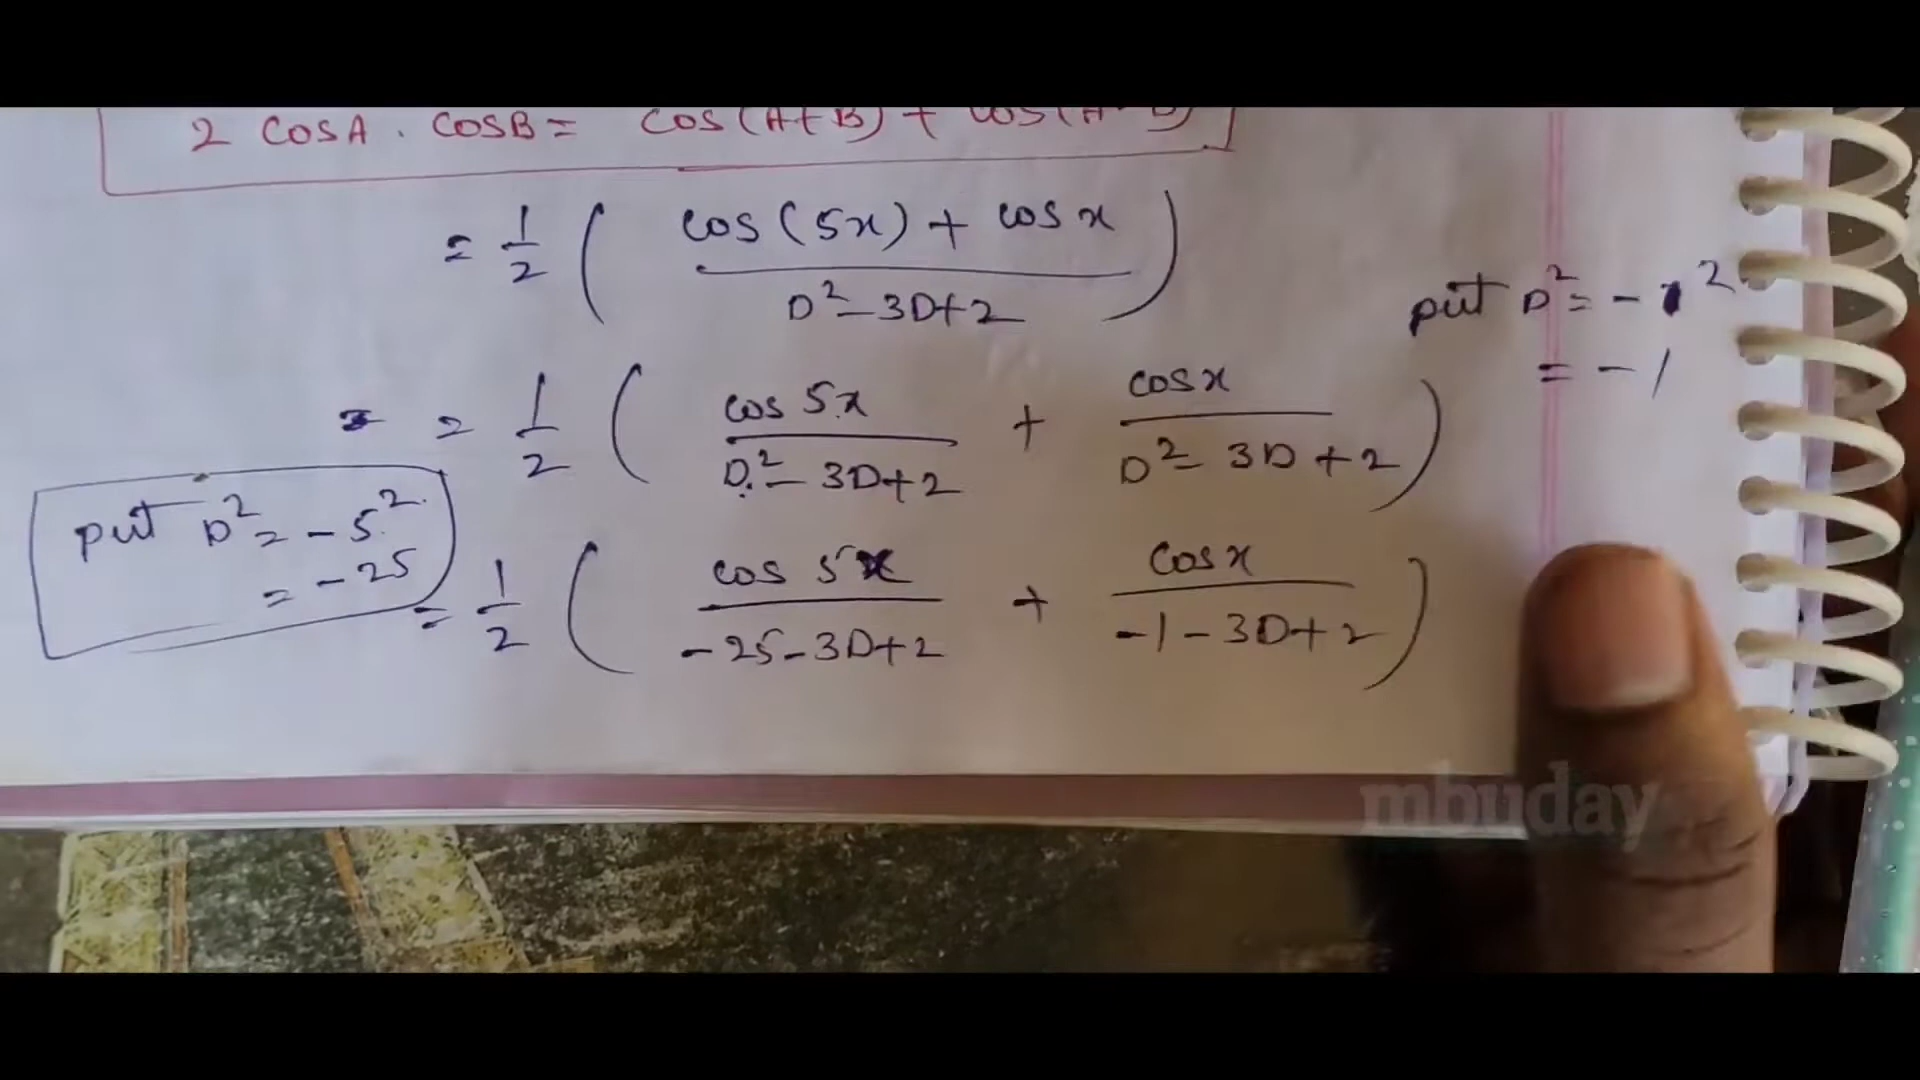 2 cosA . cosB = cos(A+B) + cos(A-B)
= 1/2 ( (cos(5x) + cos x) / (D² - 3D+2) )
put D² = -1²
= -1
= 1/2 ( cos 5x / (D² - 3D+2) + cosx / (D² - 3D+2) )
put D² = -5²
= -25
= 1/2 ( cos 5x / (-25-3D+2) + cosx / (-1-3D+2) )
mbuday